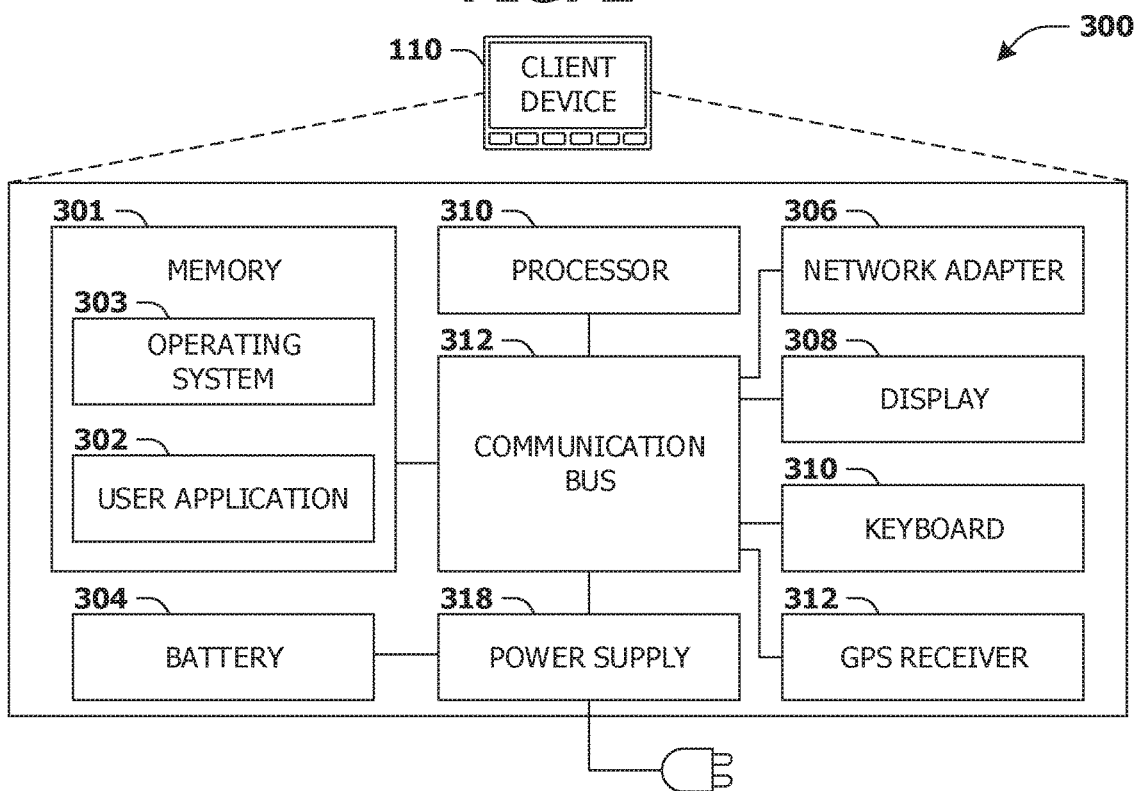 300
110
CLIENT
DEVICE
301
MEMORY
303
OPERATING
SYSTEM
302
USER APPLICATION
310
PROCESSOR
312
COMMUNICATION
BUS
306
NETWORK ADAPTER
308
DISPLAY
310
KEYBOARD
304
BATTERY
318
POWER SUPPLY
312
GPS RECEIVER